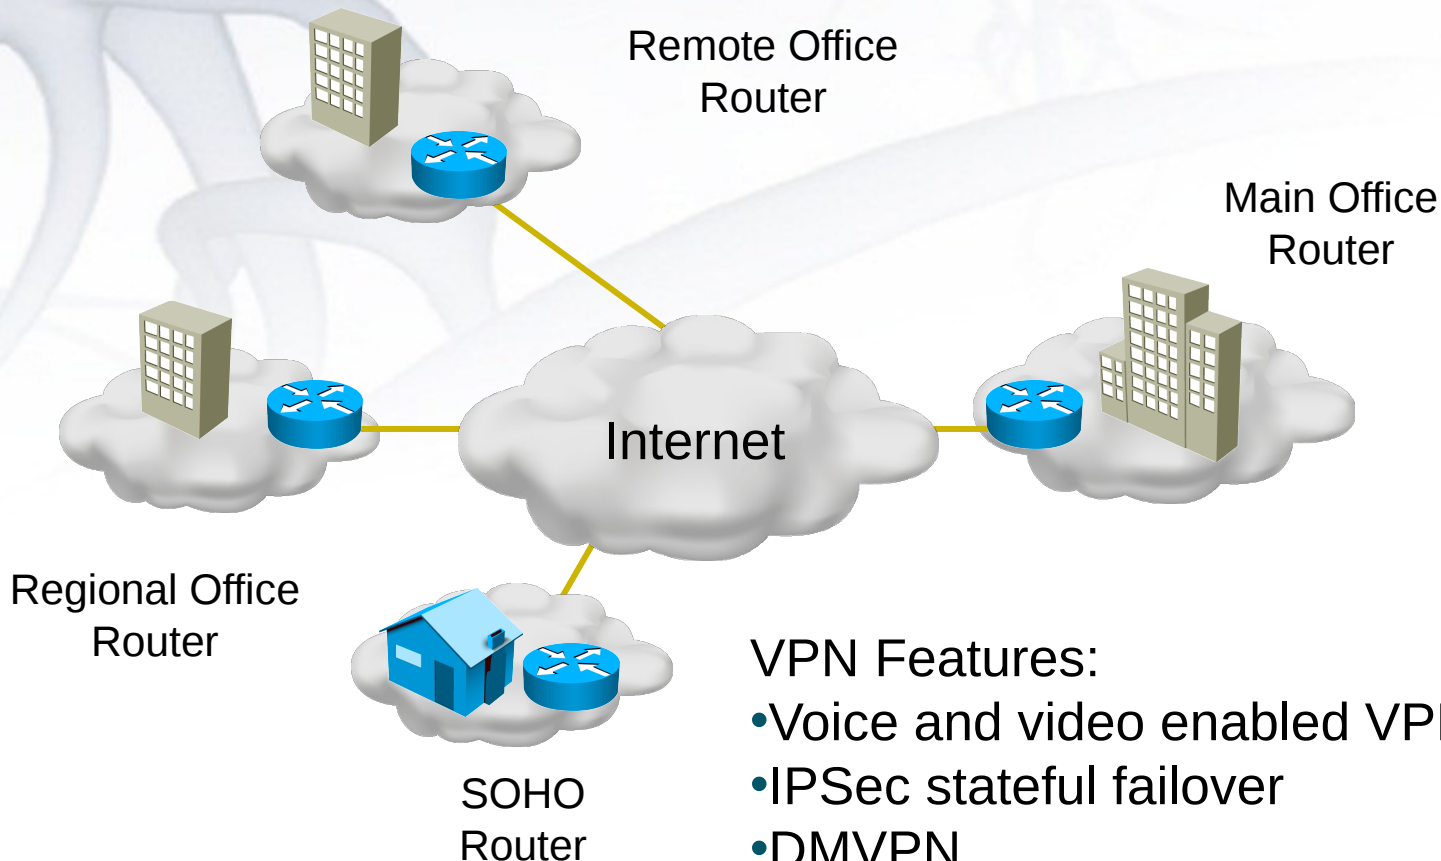 Remote Office
Router
Main Office
Router
Internet
Regional Office
Router
SOHO
Router
VPN Features:
•Voice and video enabled
•IPSec stateful failover
•DMVPN